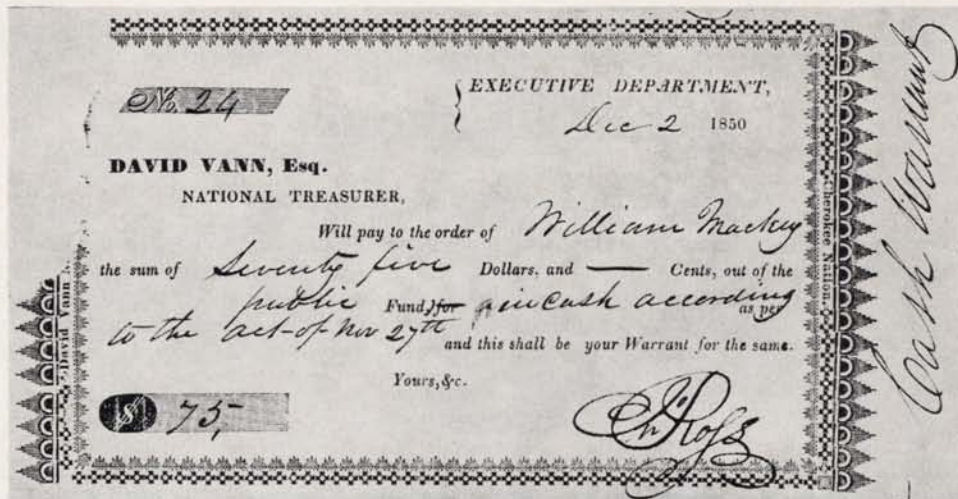 No. 24
EXECUTIVE DEPARTMENT,
Dec 2 1850
DAVID VANN, Esq.
NATIONAL TREASURER,
Will pay to the order of William Mackey
the sum of Seventy five Dollars, and — Cents, out of the
public Fund, for in Cash according as per
to the act of Nov 27th and this shall be your Warrant for the same.
Yours, &c.
$ 75,
Jno Ross
David Vann
Cherokee Nation.
Cash Warrant